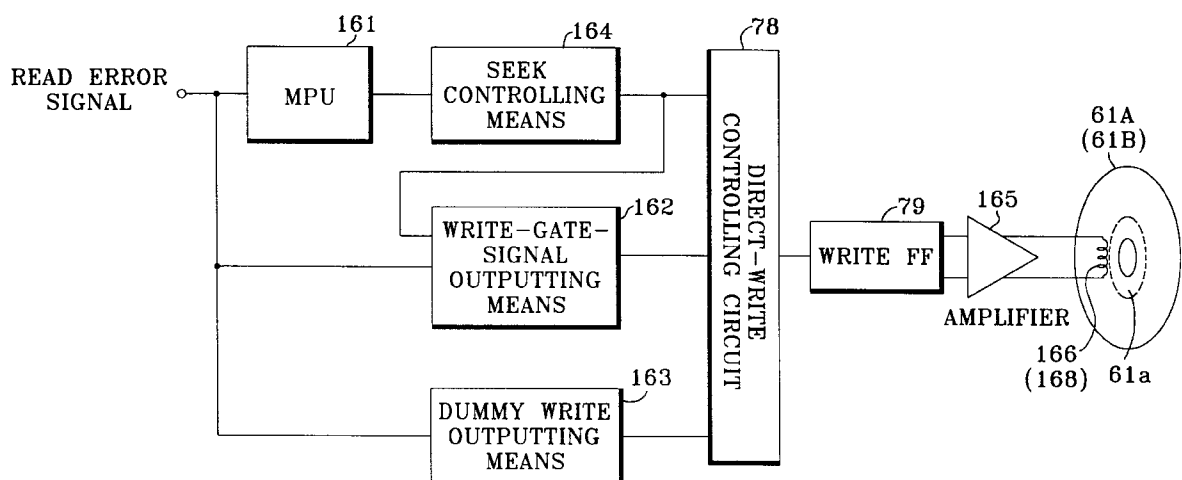 161
164
78
READ ERROR
SIGNAL
MPU
SEEK
CONTROLLING
MEANS
61A
(61B)
DIRECT-WRITE
CONTROLLING CIRCUIT
162
WRITE-GATE-
SIGNAL
OUTPUTTING
MEANS
79
WRITE FF
165
AMPLIFIER
166
(168)
61a
163
DUMMY WRITE
OUTPUTTING
MEANS